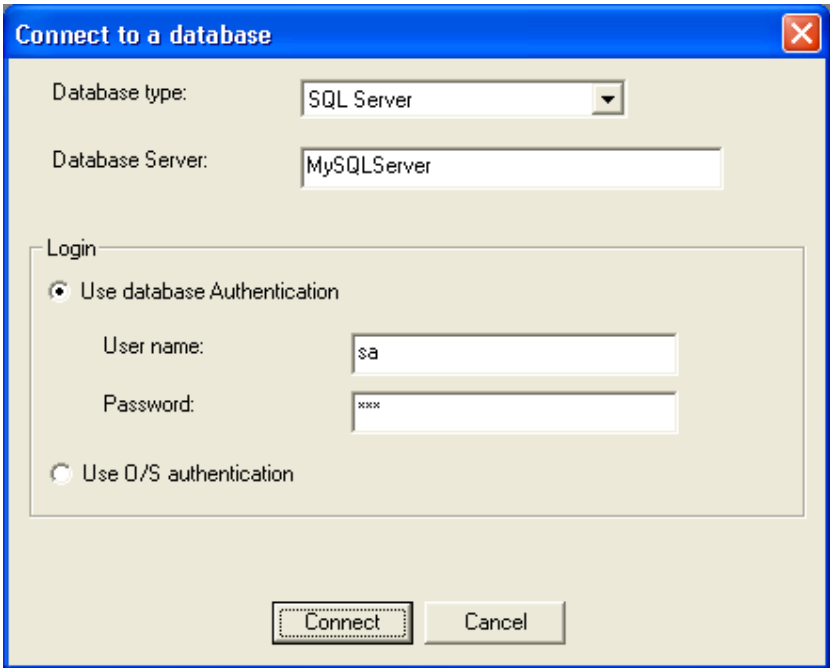 Connect to a database
Database type: SQL Server
Database Server: MySQLServer
Login
Use database Authentication
User name: sa
Password: ***
Use O/S authentication
Connect Cancel